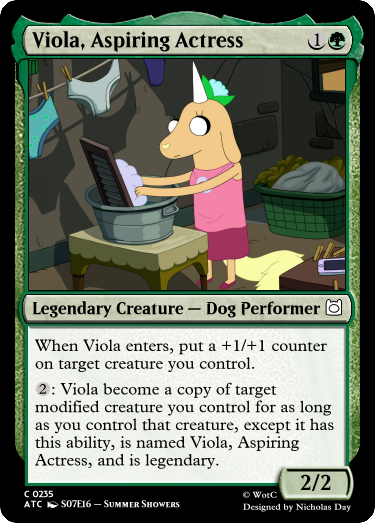 Viola, Aspiring Actress 1
Legendary Creature — Dog Performer
When Viola enters, put a +1/+1 counter
on target creature you control.
2: Viola become a copy of target
modified creature you control for as long
as you control that creature, except it has
this ability, is named Viola, Aspiring
Actress, and is legendary.
2/2
C 0235
ATC S07E16 — Summer Showers
© WotC
Designed by Nicholas Day